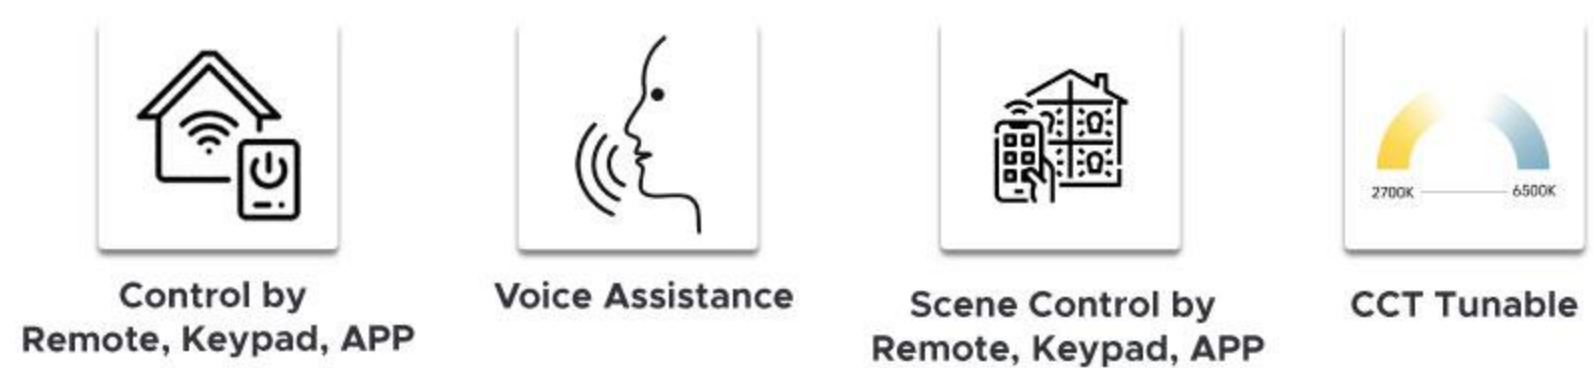 Control by
Remote, Keypad, APP
Voice Assistance
Scene Control by
Remote, Keypad, APP
2700K
6500K
CCT Tunable